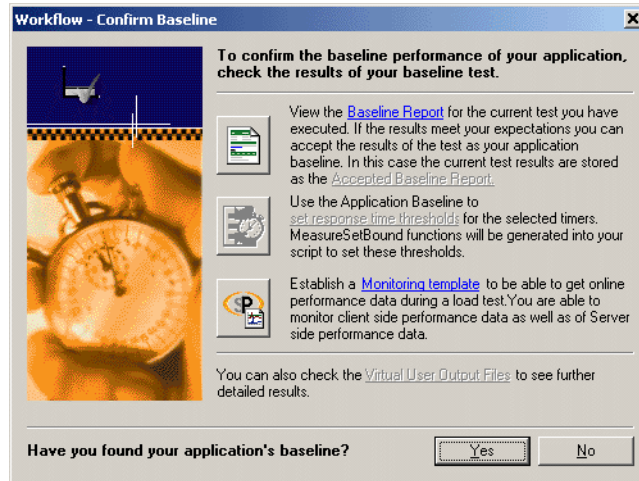 Workflow - Confirm Baseline
To confirm the baseline performance of your application,
check the results of your baseline test.
View the Baseline Report for the current test you have
executed. If the results meet your expectations you can
accept the results of the test as your application
baseline. In this case the current test results are stored
as the Accepted Baseline Report.
Use the Application Baseline to
set response time thresholds for the selected timers.
MeasureSetBound functions will be generated into your
script to set these thresholds.
Establish a Monitoring template to be able to get online
performance data during a load test.You are able to
monitor client side performance data as well as of Server
side performance data.
You can also check the Virtual User Output Files to see further
detailed results.
Have you found your application's baseline?
Yes
No